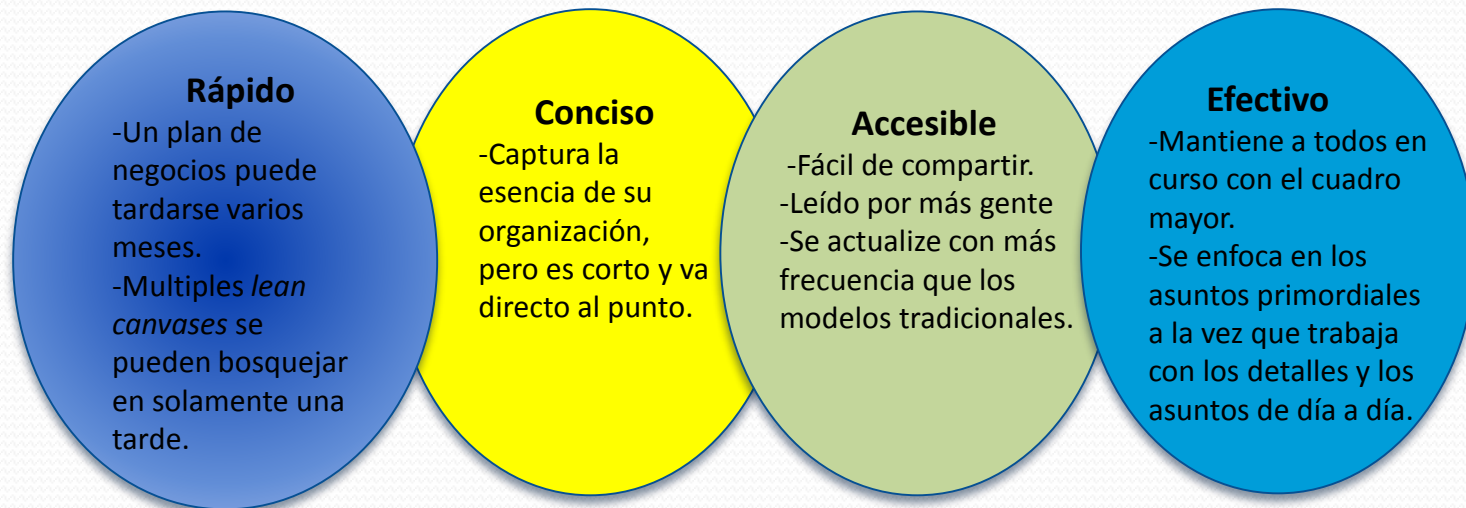 Rápido
-Un plan de
negocios puede
tardarse varios
meses.
-Multiples lean
canvases se
pueden bosquejar
en solamente una
tarde.
Conciso
-Captura la
esencia de su
organización,
pero es corto y va
directo al punto.
Accesible
-Fácil de compartir.
-Leído por más gente
-Se actualize con más
frecuencia que los
modelos tradicionales.
Efectivo
-Mantiene a todos en
curso con el cuadro
mayor.
-Se enfoca en los
asuntos primordiales
a la vez que trabaja
con los detalles y los
asuntos de día a día.